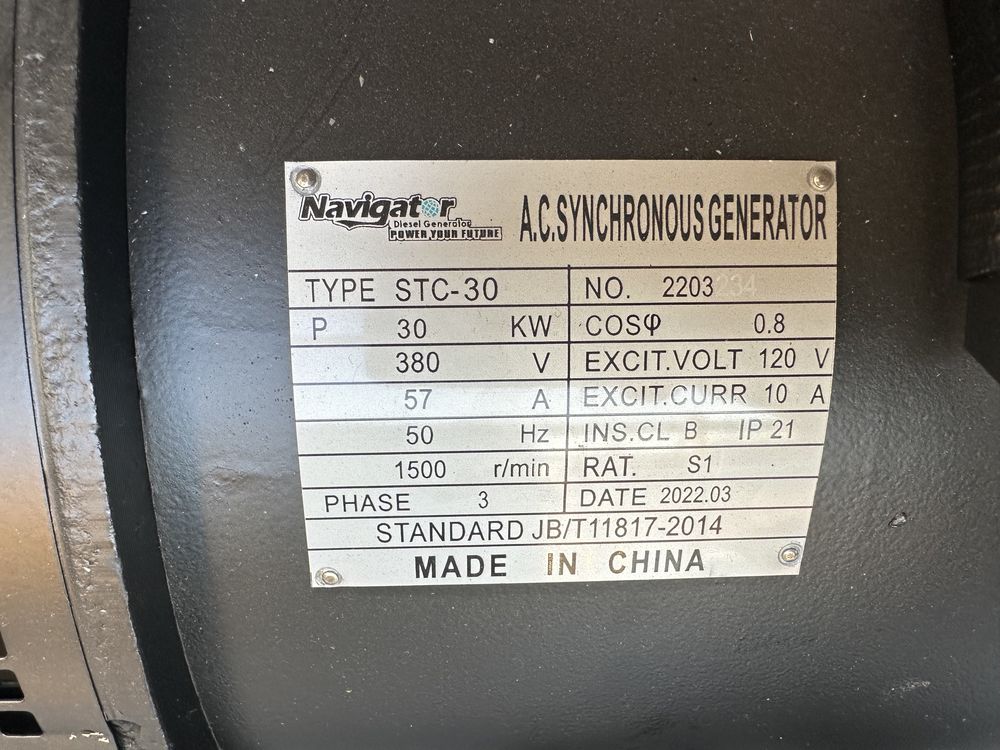 Navigator
Diesel Generator
POWER YOUR FUTURE
A.C.SYNCHRONOUS GENERATOR
TYPE STC-30 NO. 2203234
P 30 KW COSφ 0.8
380 V EXCIT.VOLT 120 V
57 A EXCIT.CURR 10 A
50 Hz INS.CL B IP 21
1500 r/min RAT. S1
PHASE 3 DATE 2022.03
STANDARD JB/T11817-2014
MADE IN CHINA